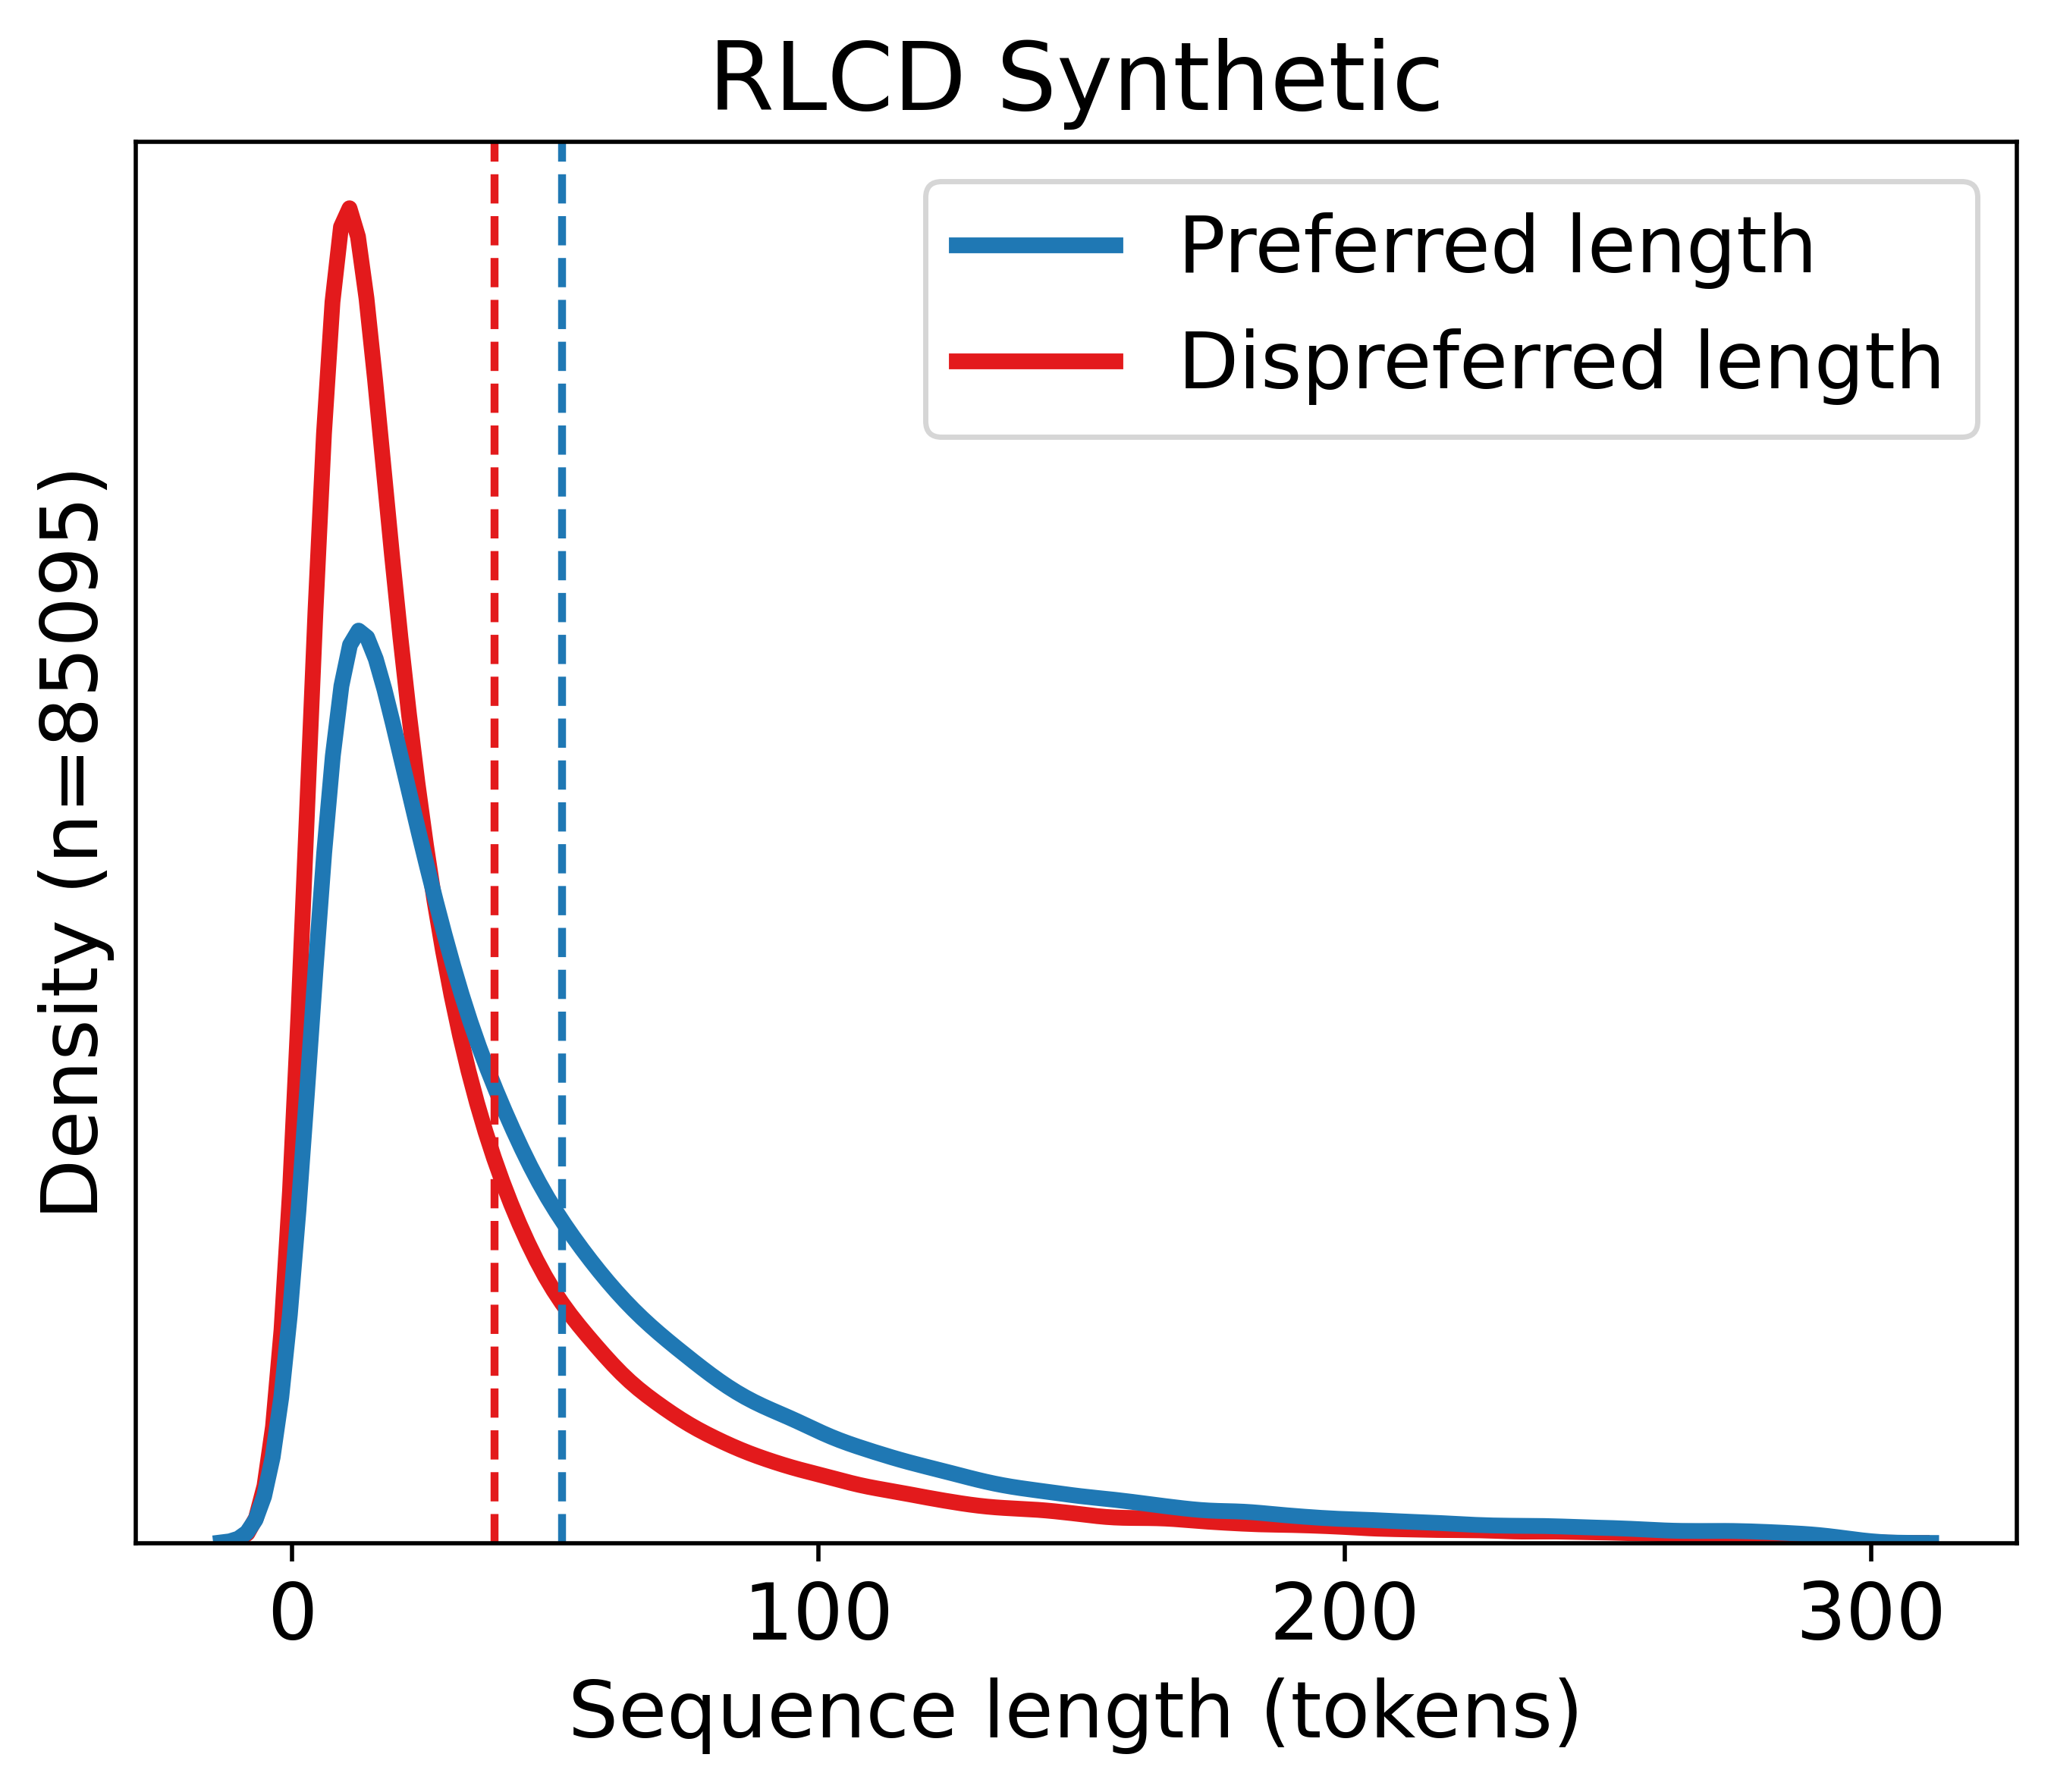 RLCD Synthetic
Preferred length
Dispreferred length
Density (n=85095)
0 100 200 300
Sequence length (tokens)